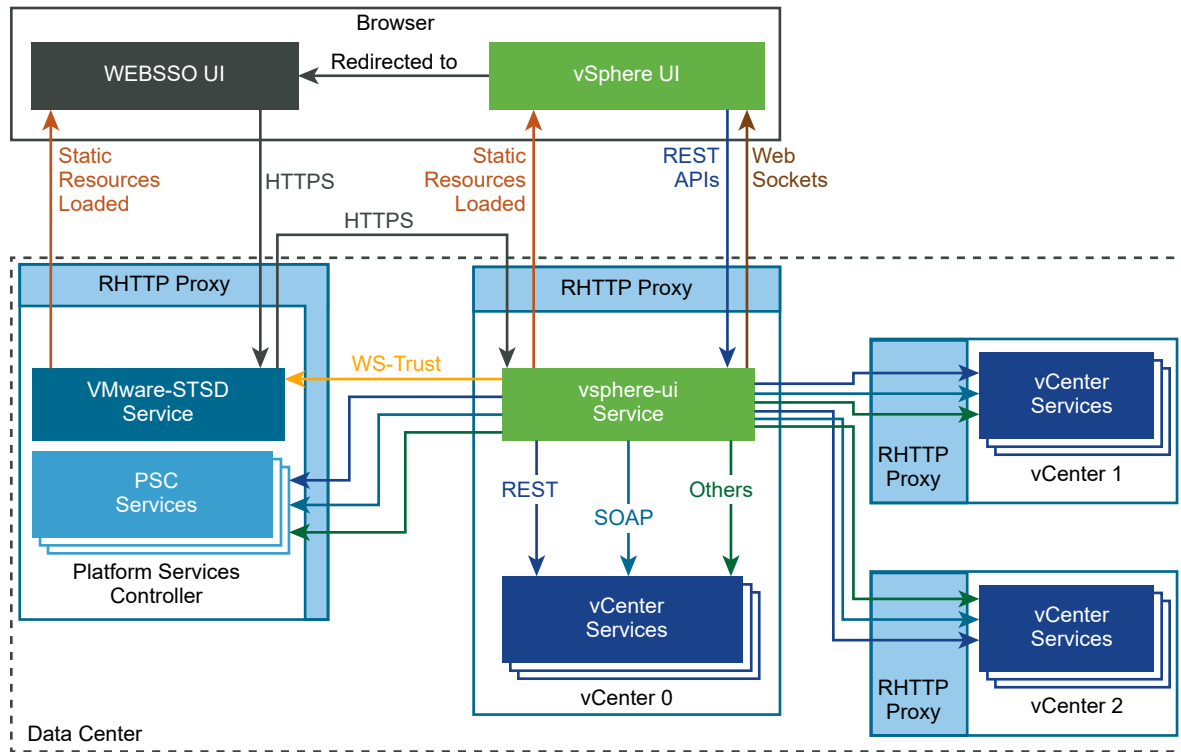 Browser
WEBSSO UI
Redirected to
vSphere UI
Static
Resources
Loaded
HTTPS
Static
Resources
Loaded
REST
APIs
Web
Sockets
HTTPS
RHTTP Proxy
RHTTP Proxy
VMware-STSD
Service
WS-Trust
vsphere-ui
Service
RHTTP
Proxy
vCenter
Services
vCenter 1
PSC
Services
Platform Services
Controller
REST
SOAP
Others
vCenter
Services
vCenter 0
RHTTP
Proxy
vCenter
Services
vCenter 2
Data Center